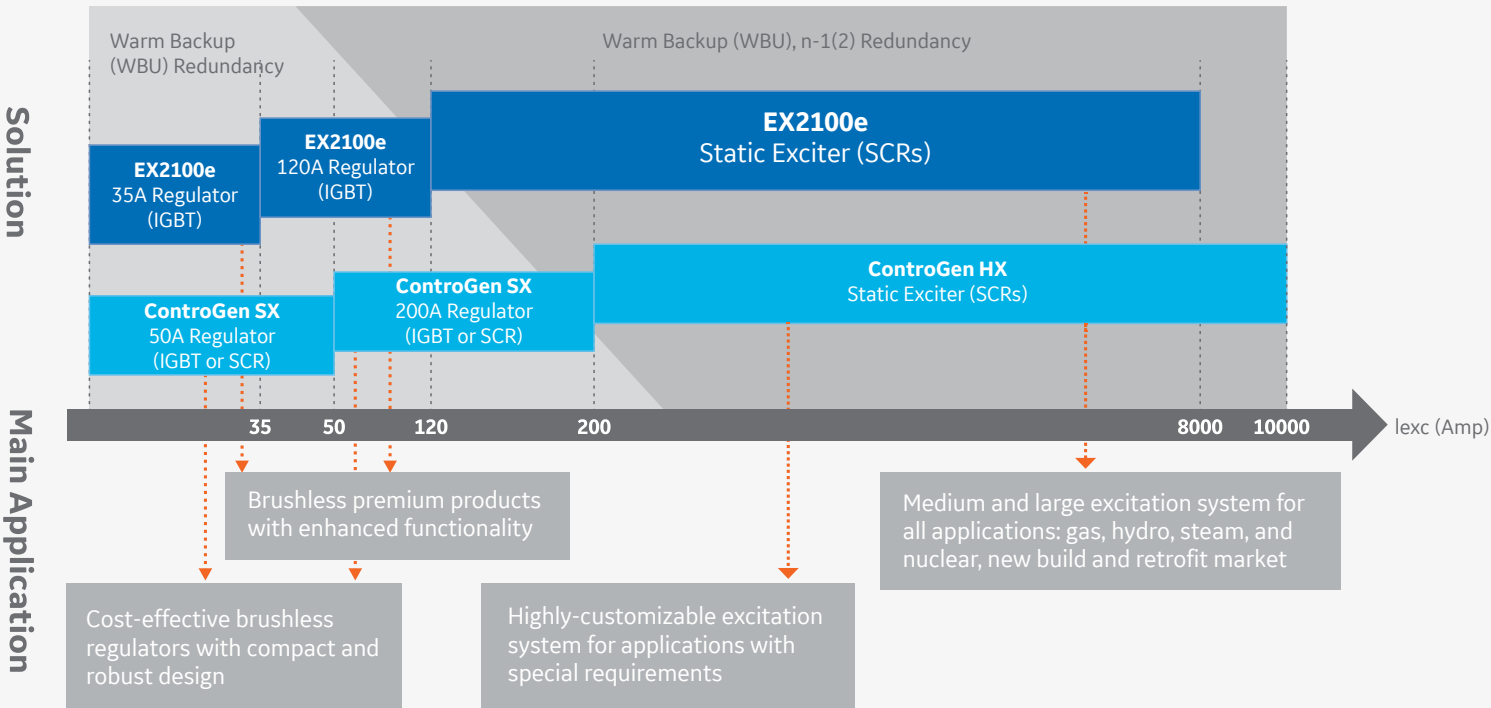 Warm Backup
(WBU) Redundancy
Warm Backup (WBU), n-1(2) Redundancy
Solution
EX2100e
35A Regulator
(IGBT)
EX2100e
120A Regulator
(IGBT)
EX2100e
Static Exciter (SCRs)
ControGen SX
50A Regulator
(IGBT or SCR)
ControGen SX
200A Regulator
(IGBT or SCR)
ControGen HX
Static Exciter (SCRs)
35 50 120 200 8000 10000
Iexc (Amp)
Main Application
Brushless premium products
with enhanced functionality
Medium and large excitation system for
all applications: gas, hydro, steam, and
nuclear, new build and retrofit market
Cost-effective brushless
regulators with compact and
robust design
Highly-customizable excitation
system for applications with
special requirements